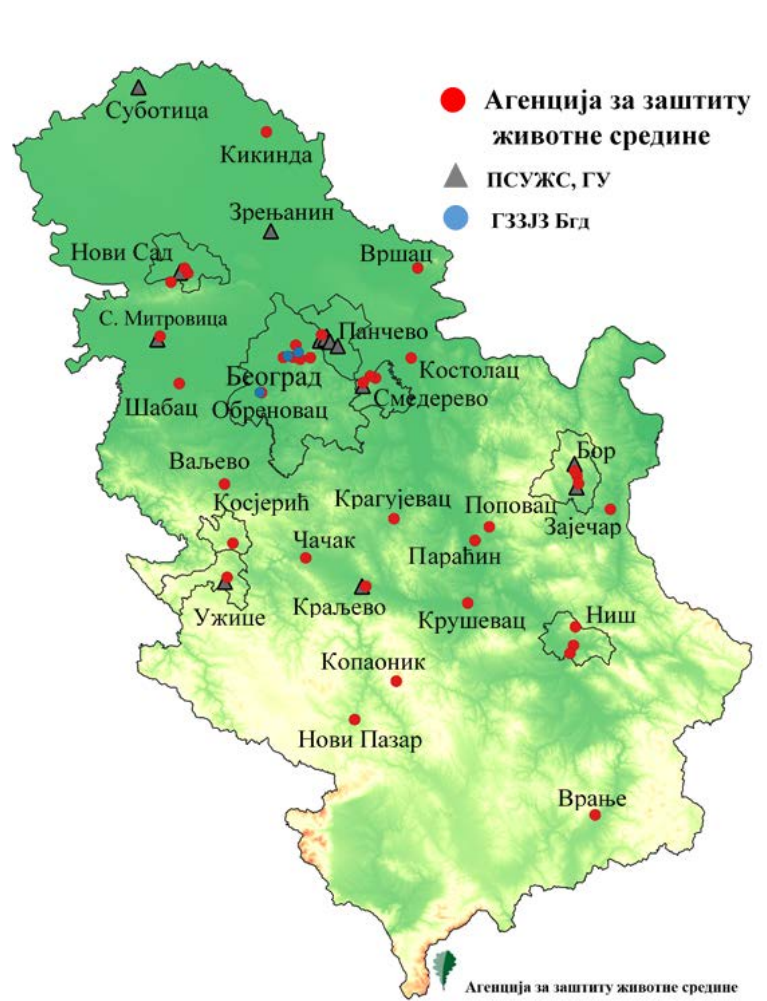 Суботица
Агенција за заштиту
животне средине
Кикинда
ПСУЖС, ГУ
Зрењанин
ГЗЗЈЗ Бгд
Нови Сад
Вршац
С. Митровица
Панчево
Београд
Костолац
Шабац
Обреновац
Смедерево
Ваљево
Бор
Косјерић
Крагујевац
Поповац
Зајечар
Чачак
Параћин
Ужице
Краљево
Крушевац
Ниш
Копаоник
Нови Пазар
Врање
Агенција за заштиту животне средине